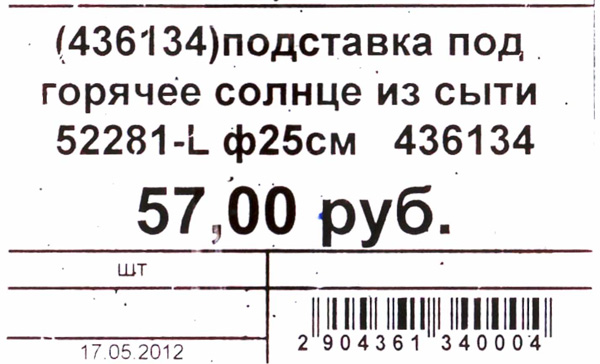 (436134)подставка под
горячее солнце из сыти
52281-L ф25см 436134
57,00 руб.
шт
17.05.2012
2 904361 340004